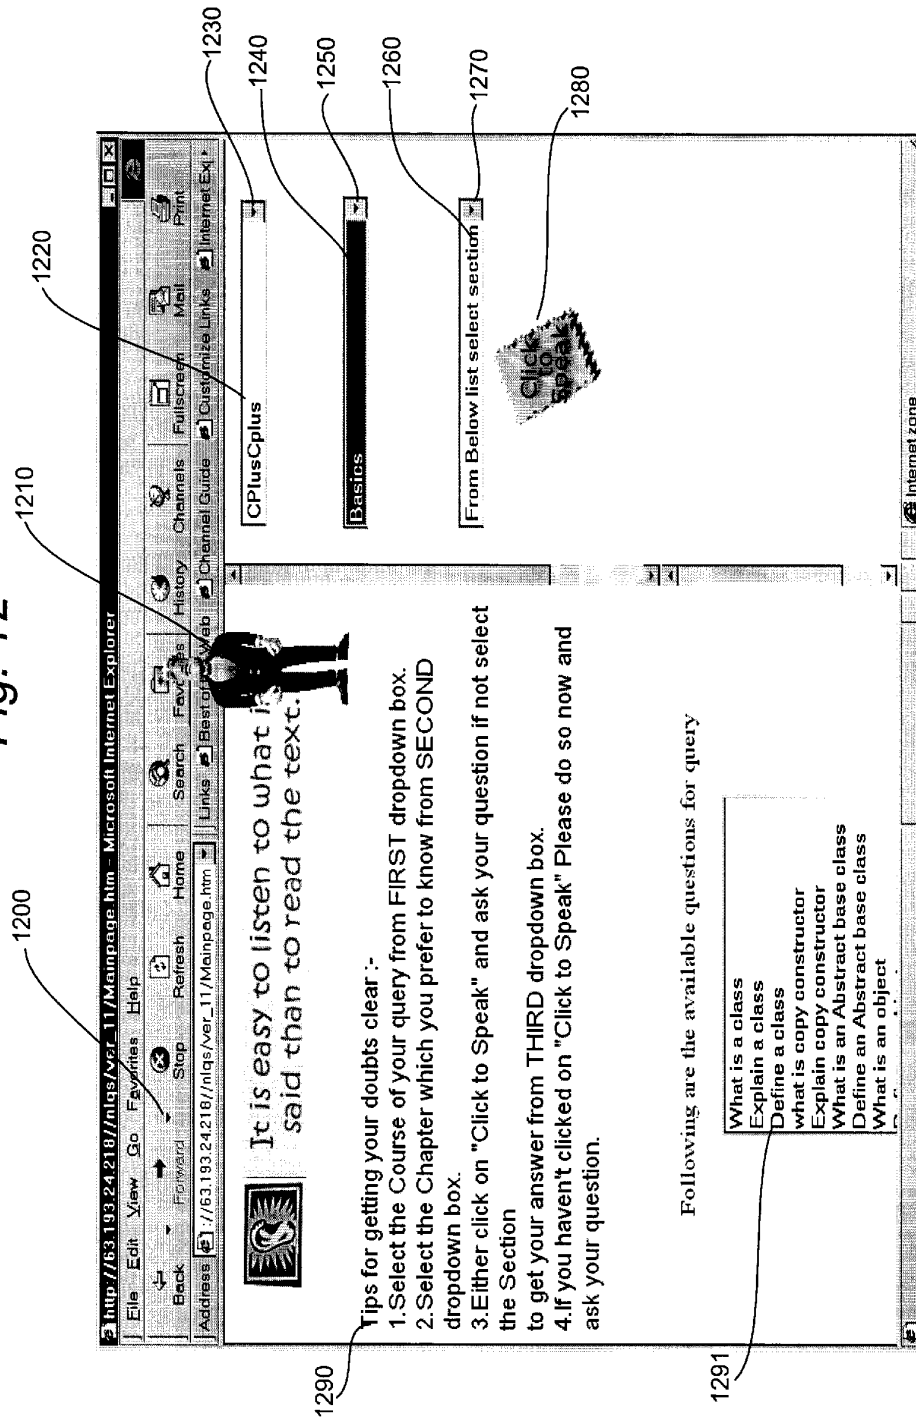 Fig. 12
1200
1210
1220
1230
1240
1250
1260
1270
1280
1290
1291
http://63.193.24.218//nlqs/ver_11/Mainpage.htm - Microsoft Internet Explorer
File Edit View Go Favorites Help
Back Forward Stop Refresh Home Search Favorites History Channels Fullscreen Mail Print
Address ://63.193.24.218//nlqs/ver_11/Mainpage.htm Links Best of Web Channel Guide Customize Links Internet Ex
It is easy to listen to what
said than to read the text.
Tips for getting your doubts clear :-
1.Select the Course of your query from FIRST dropdown box.
2.Select the Chapter which you prefer to know from SECOND
dropdown box.
3.Either click on "Click to Speak" and ask your question if not select
the Section
to get your answer from THIRD dropdown box.
4.If you haven't clicked on "Click to Speak" Please do so now and
ask your question.
Following are the available questions for query
What is a class
Explain a class
Define a class
what is copy constructor
Explain copy constructor
What is an Abstract base class
Define an Abstract base class
What is an object
CPlusCplus
Basics
From Below list select section
Click
to
Speak
Internet zone